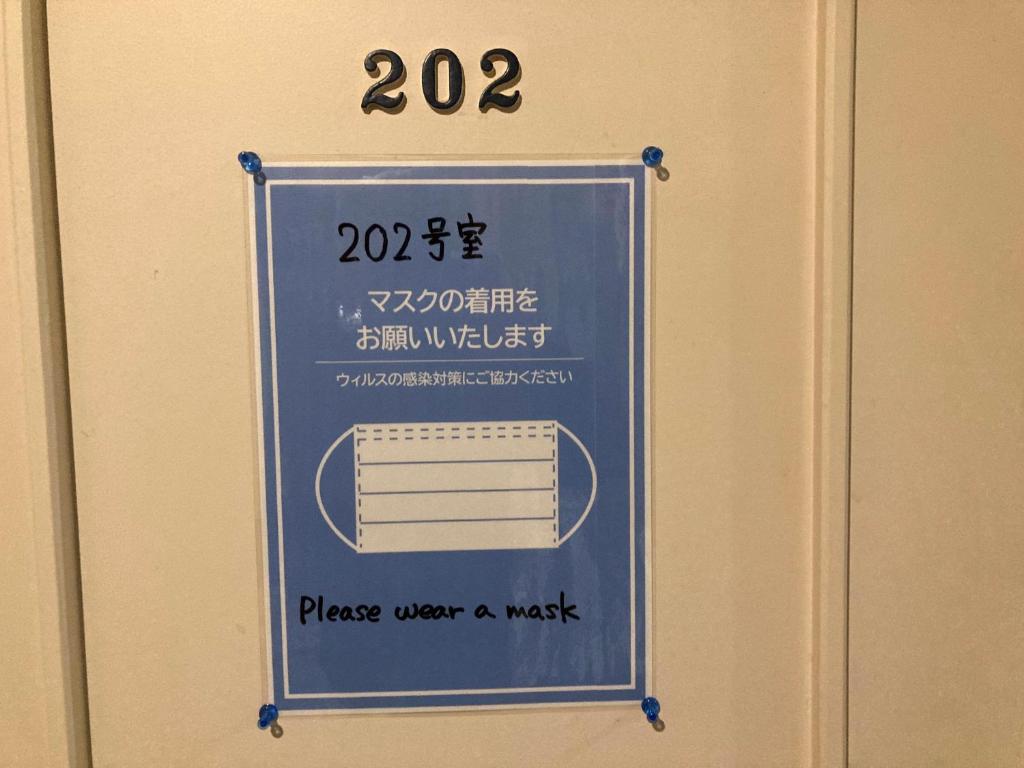 202
202号室
マスクの着用を
お願いいたします
ウィルスの感染対策にご協力ください
Please wear a mask